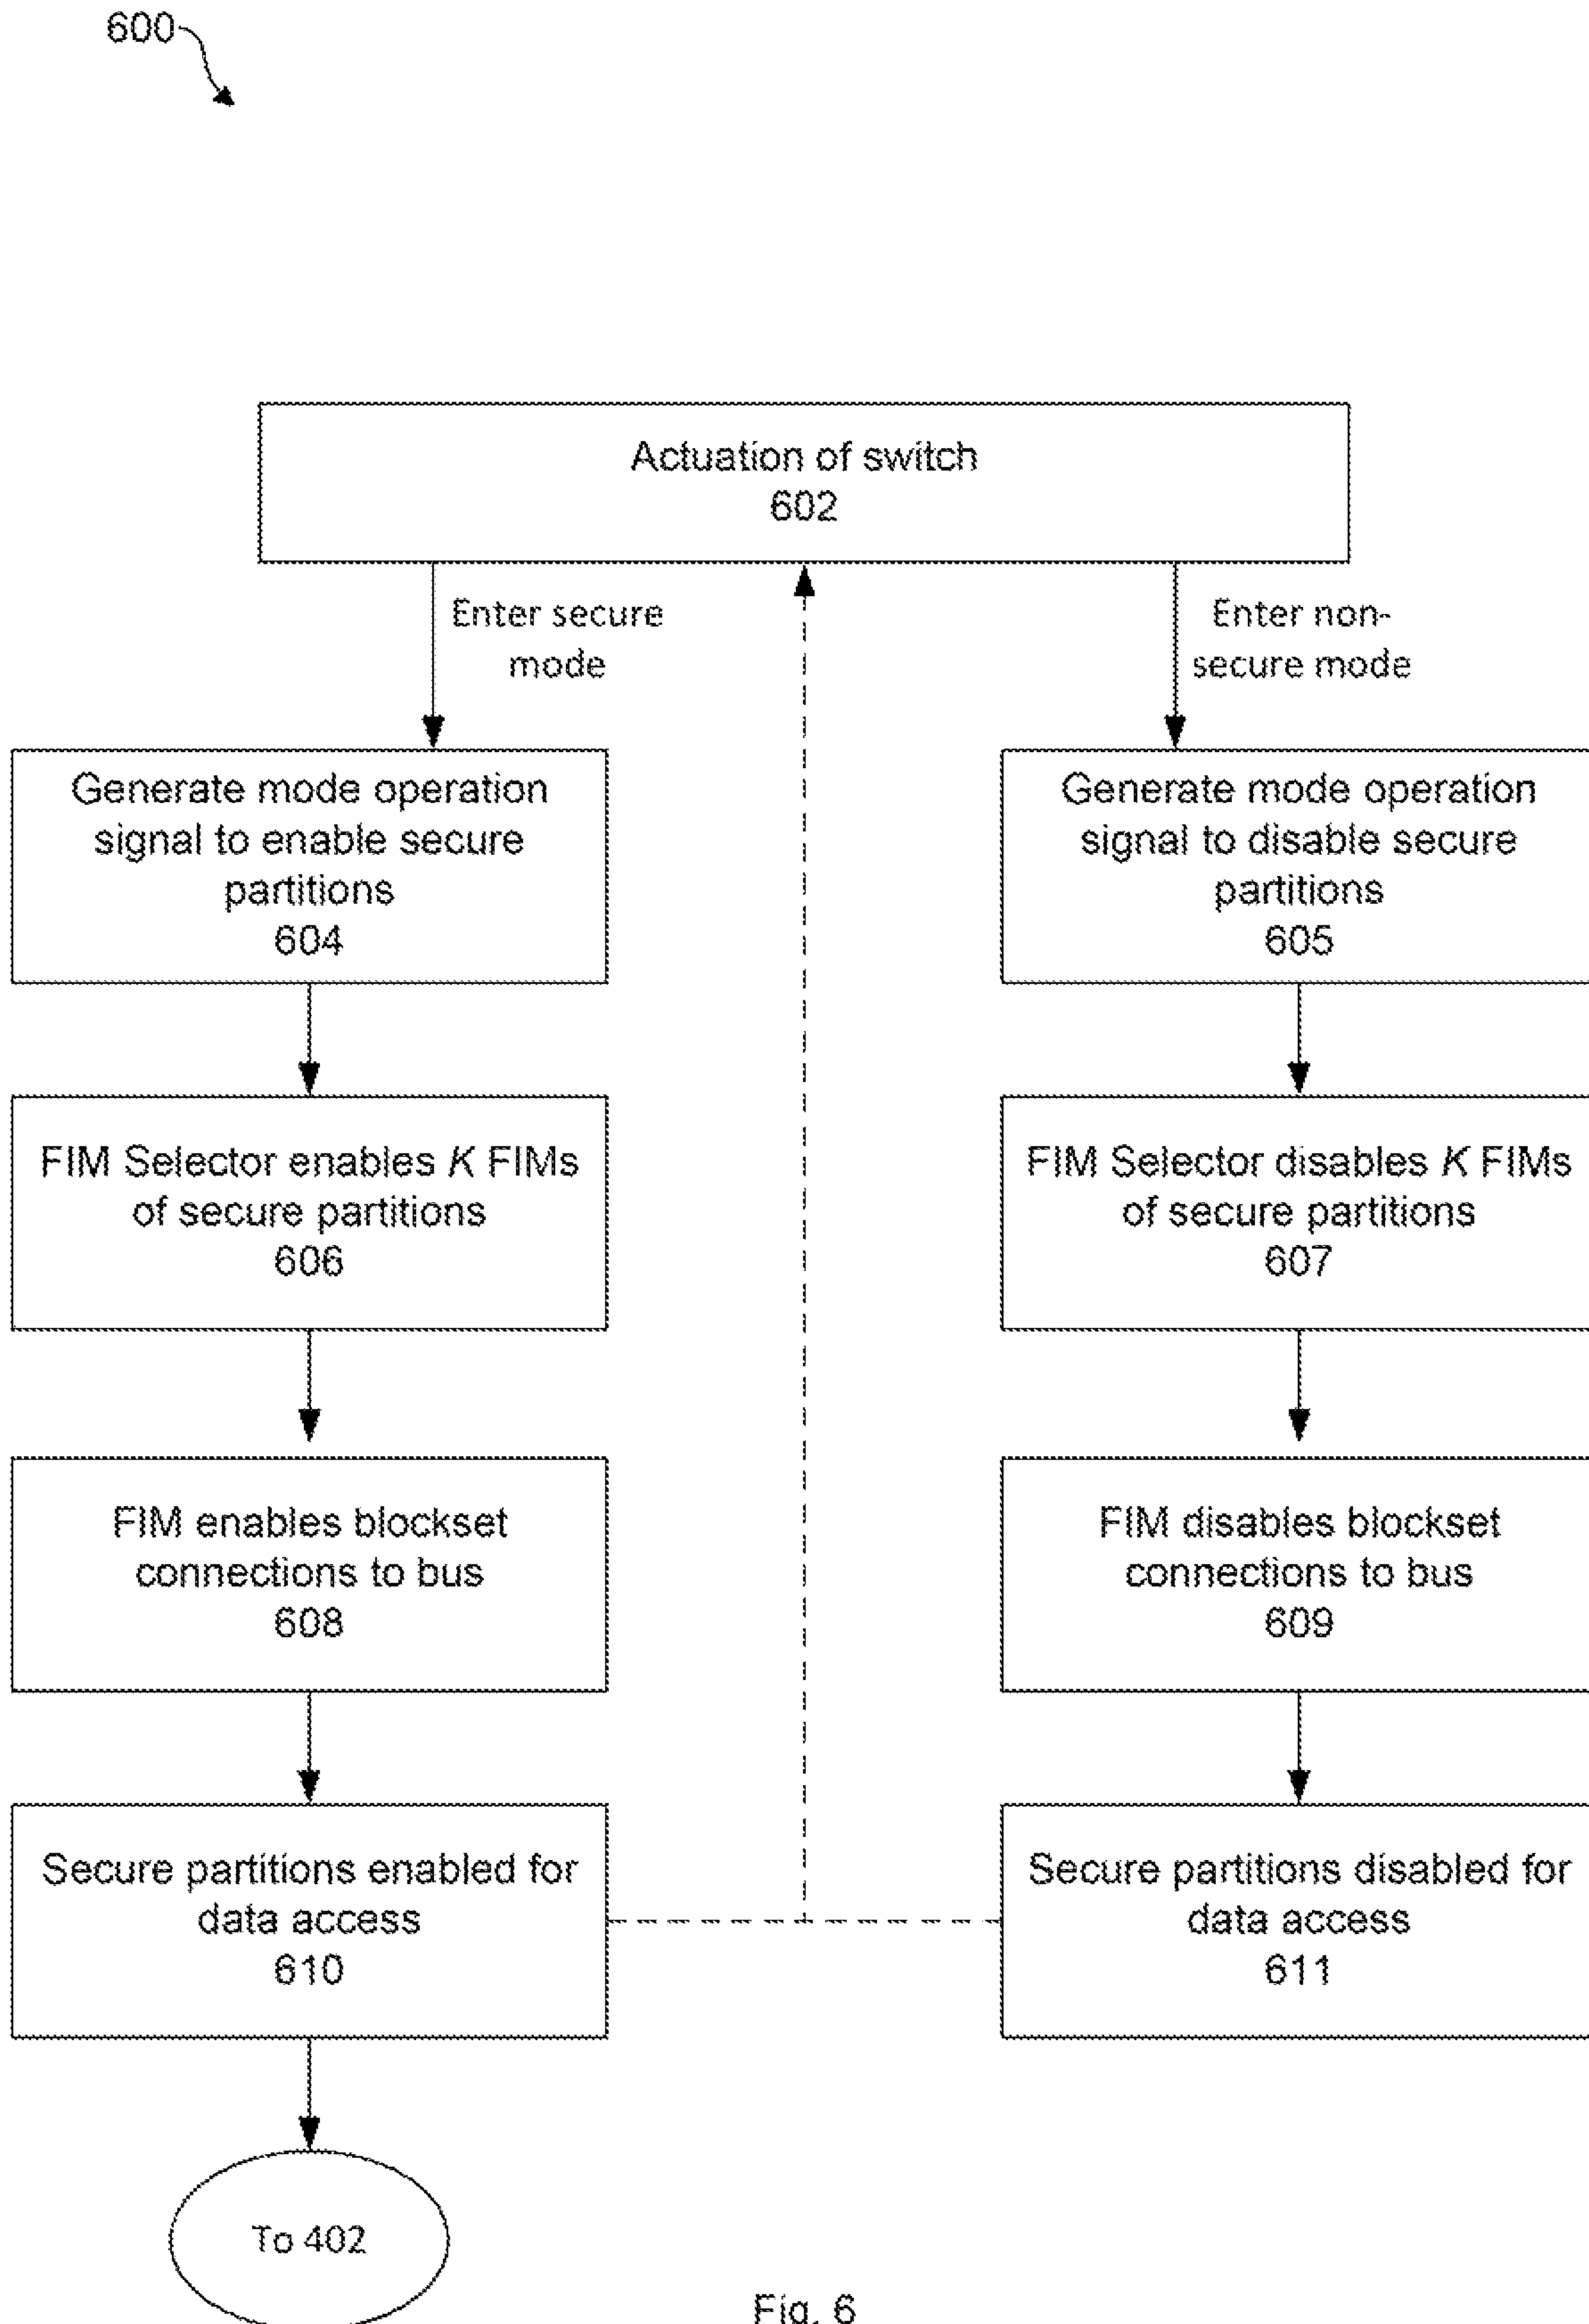 600
Actuation of switch
602
Enter secure
mode
Enter non-
secure mode
Generate mode operation
signal to enable secure
partitions
604
Generate mode operation
signal to disable secure
partitions
605
FIM Selector enables K FIMs
of secure partitions
606
FIM Selector disables K FIMs
of secure partitions
607
FIM enables blockset
connections to bus
608
FIM disables blockset
connections to bus
609
Secure partitions enabled for
data access
610
Secure partitions disabled for
data access
611
To 402
Fig. 6